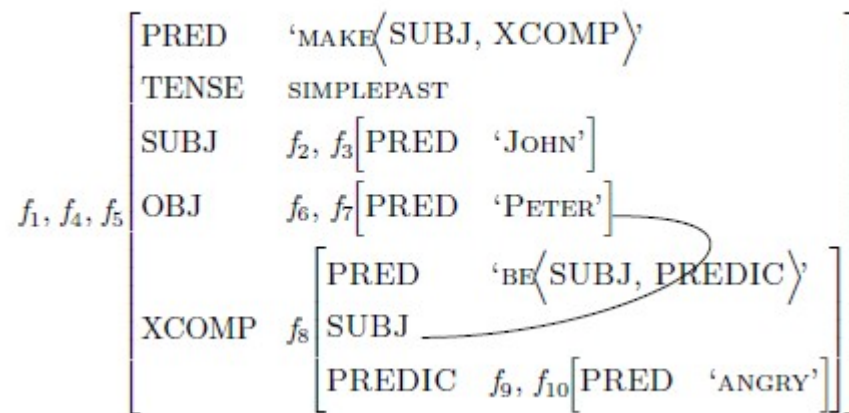 PRED ‘MAKE⟨SUBJ, XCOMP⟩’
TENSE SIMPLEPAST
SUBJ f2, f3[PRED ‘JOHN’]
f1, f4, f5 OBJ f6, f7[PRED ‘PETER’]
PRED ‘BE⟨SUBJ, PREDIC⟩’
XCOMP f8 SUBJ
PREDIC f9, f10[PRED ‘ANGRY’]